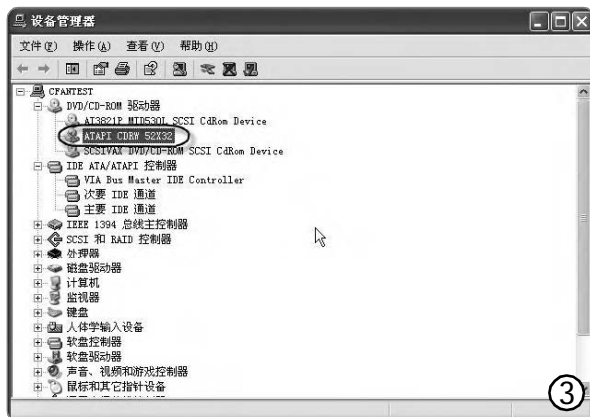 设备管理器
文件(F) 操作(A) 查看(V) 帮助(H)
CFANTEST
DVD/CD-ROM 驱动器
AI3821P MID530L SCSI CdRom Device
ATAPI CDRW 52X32
SCSIVAX DVD/CD-ROM SCSI CdRom Device
IDE ATA/ATAPI 控制器
VIA Bus Master IDE Controller
次要 IDE 通道
主要 IDE 通道
IEEE 1394 总线主控制器
SCSI 和 RAID 控制器
处理器
磁盘驱动器
计算机
监视器
键盘
人体学输入设备
软盘控制器
软盘驱动器
声音、视频和游戏控制器
鼠标和其它指针设备
③